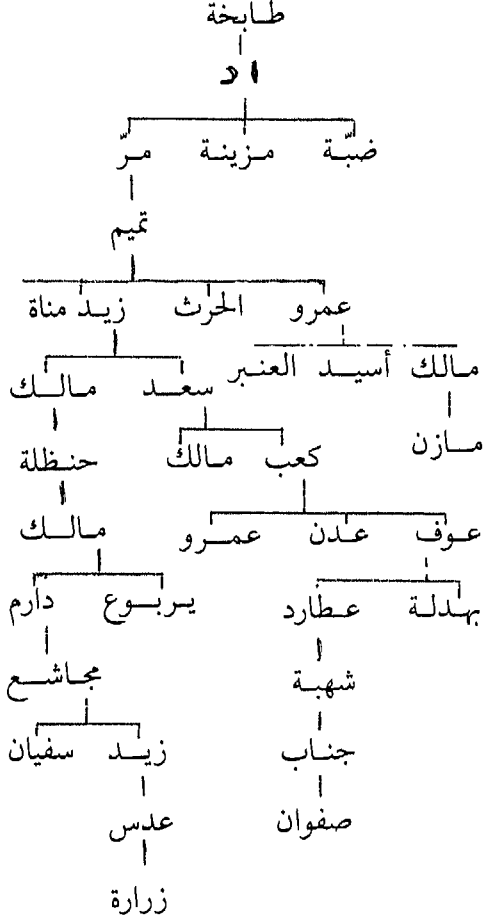 طابخة
اد
ضبّة مزينة مرّ
تميم
عمرو الحرث زيد مناة
مالك أسيد العنبر سعد مالك
مازن كعب مالك حنظلة
عوف عدن عمرو مالك
بهدلة عطارد يربوع دارم
شهبة مجاشع
جناب زيد سفيان
صفوان عدس
زرارة